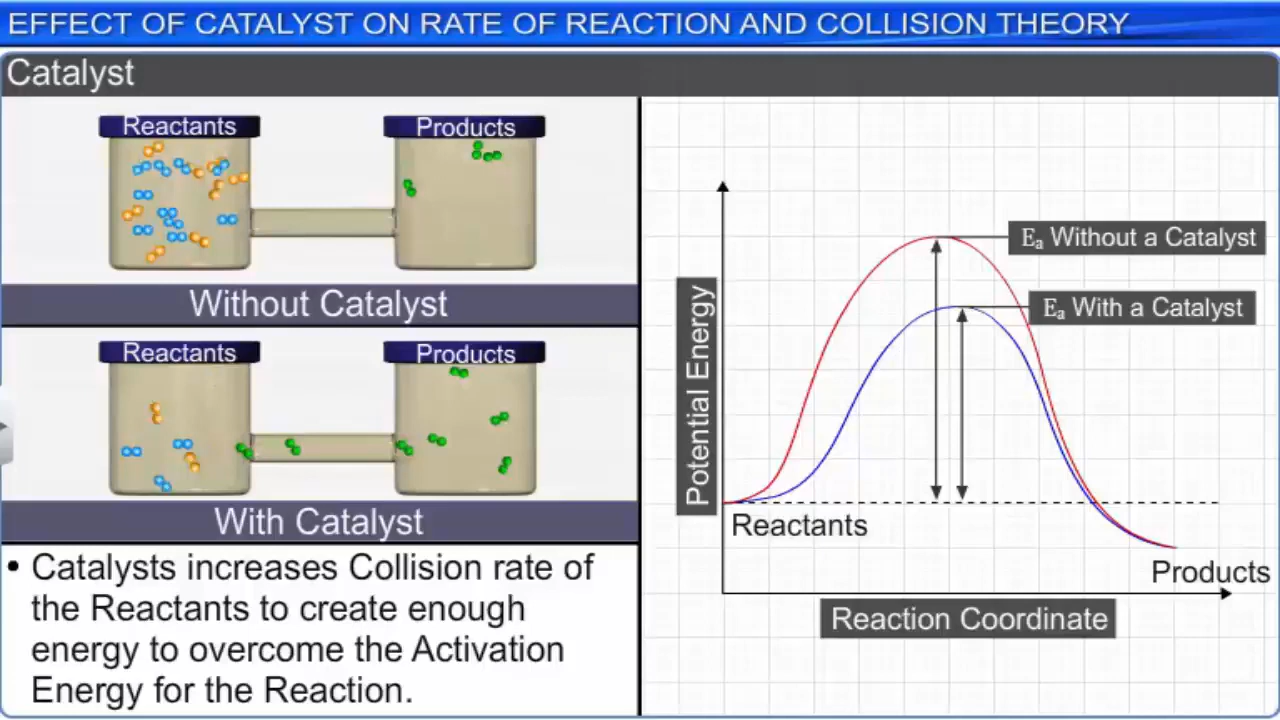 EFFECT OF CATALYST ON RATE OF REACTION AND COLLISION THEORY
Catalyst
Reactants
Products
Without Catalyst
Reactants
Products
With Catalyst
• Catalysts increases Collision rate of
the Reactants to create enough
energy to overcome the Activation
Energy for the Reaction.
Potential Energy
Eₐ Without a Catalyst
Eₐ With a Catalyst
Reactants
Products
Reaction Coordinate